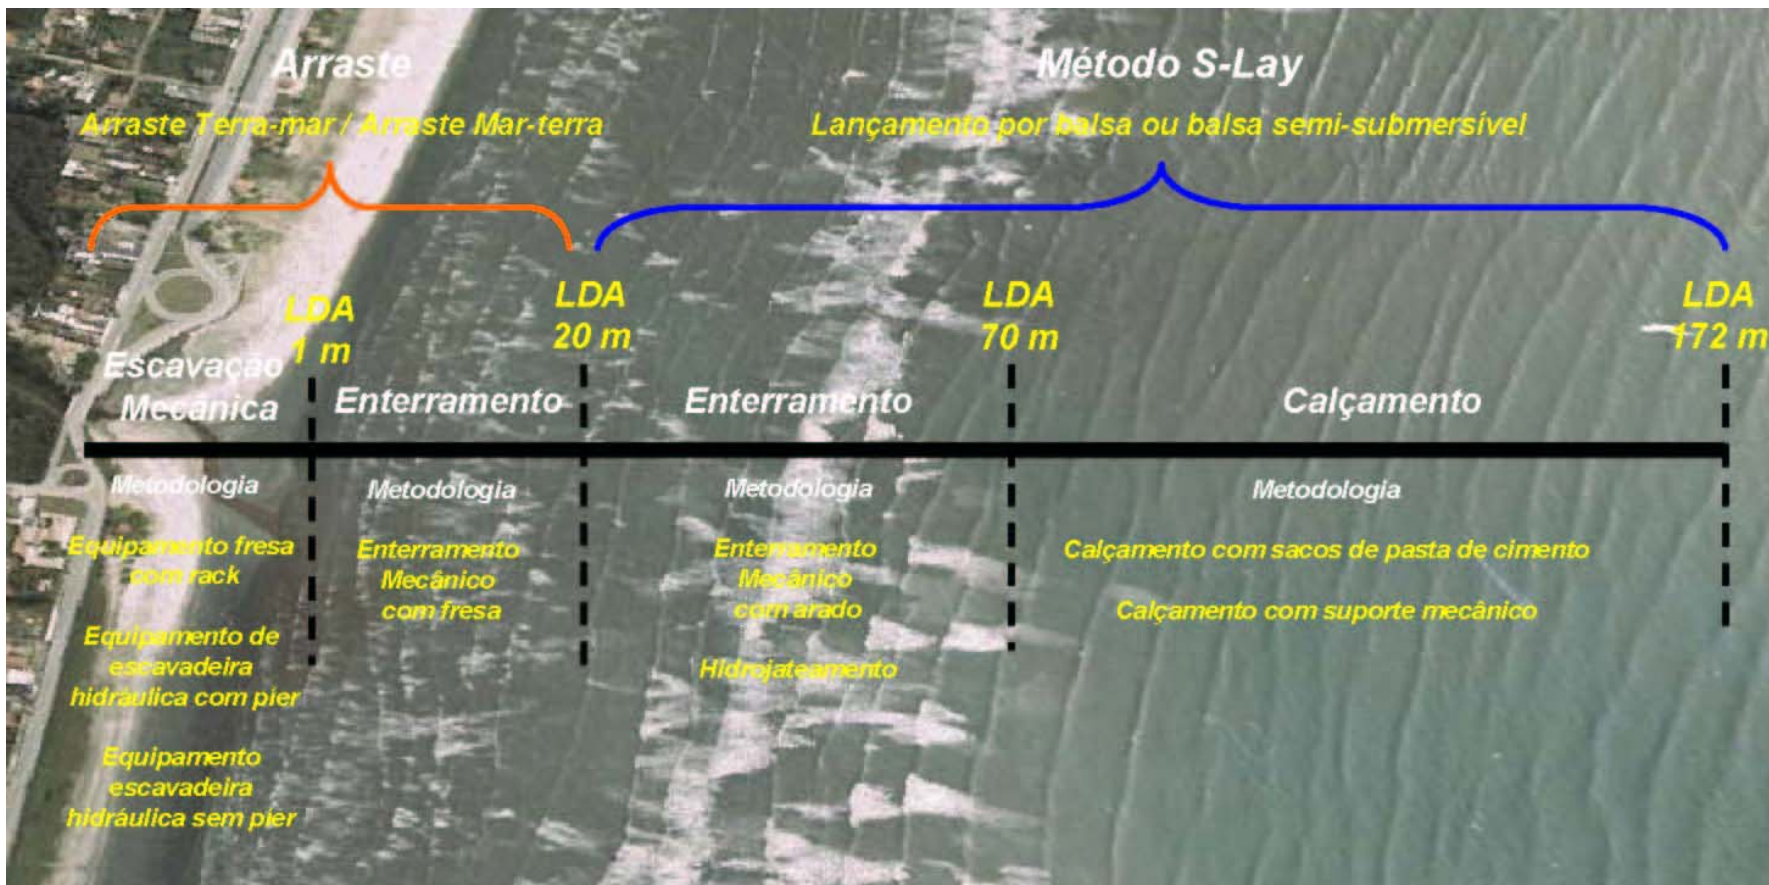 Arraste
Método S-Lay
Arraste Terra-mar / Arraste Mar-terra
Lançamento por balsa ou balsa semi-submersível
LDA
1 m
LDA
20 m
LDA
70 m
LDA
172 m
Escavação
Mecânica
Enterramento
Enterramento
Calçamento
Metodologia
Equipamento fresa
com rack
Equipamento de
escavadeira
hidráulica com pier
Equipamento
escavadeira
hidráulica sem pier
Metodologia
Enterramento
Mecânico
com fresa
Metodologia
Enterramento
Mecânico
com arado
Hidrojateamento
Metodologia
Calçamento com sacos de pasta de cimento
Calçamento com suporte mecânico